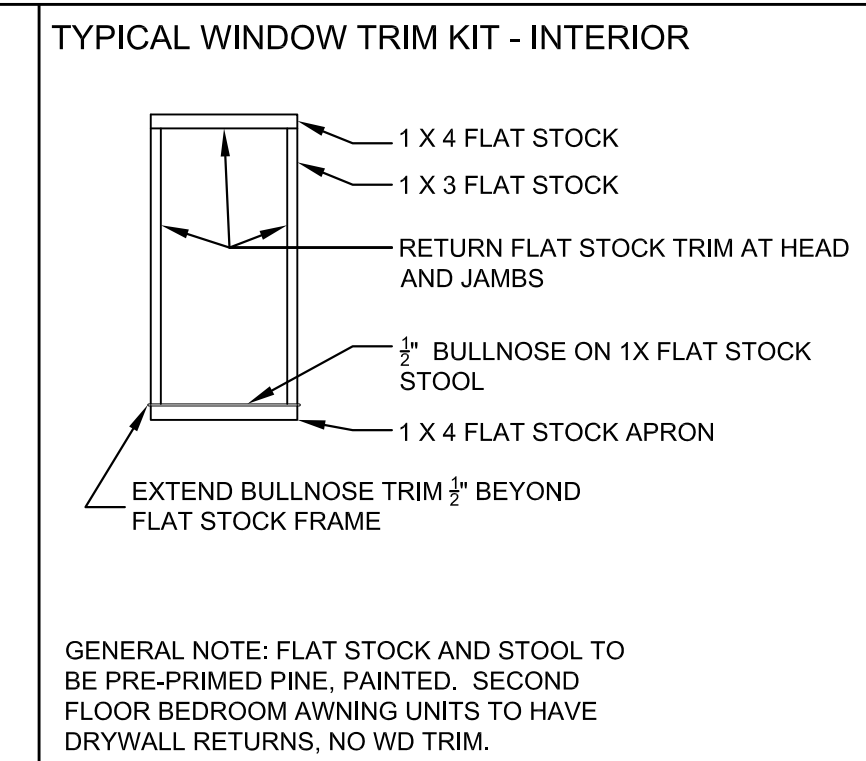 TYPICAL WINDOW TRIM KIT - INTERIOR
1 X 4 FLAT STOCK
1 X 3 FLAT STOCK
RETURN FLAT STOCK TRIM AT HEAD
AND JAMBS
½" BULLNOSE ON 1X FLAT STOCK
STOOL
1 X 4 FLAT STOCK APRON
EXTEND BULLNOSE TRIM ½" BEYOND
FLAT STOCK FRAME
GENERAL NOTE: FLAT STOCK AND STOOL TO
BE PRE-PRIMED PINE, PAINTED. SECOND
FLOOR BEDROOM AWNING UNITS TO HAVE
DRYWALL RETURNS, NO WD TRIM.